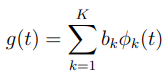 g(t) = \sum_{k=1}^{K} b_k \phi_k(t)